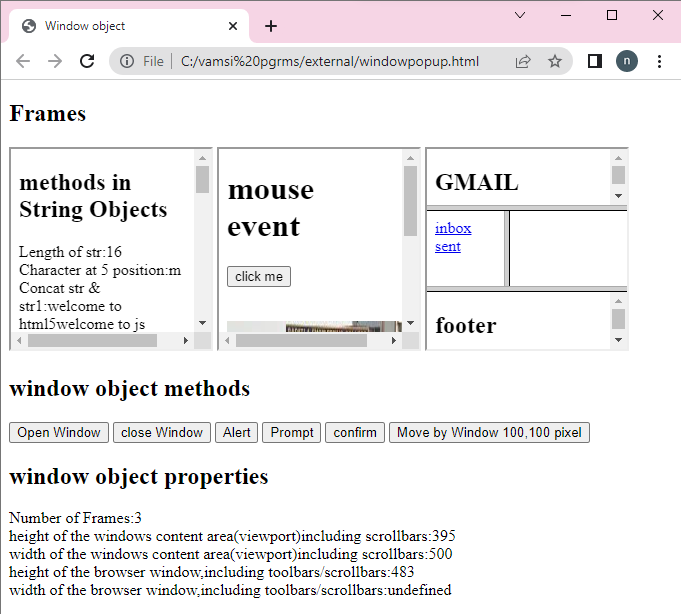 Window object
File
C:/vamsi%20pgrms/external/windowpopup.html
n
Frames
methods in
String Objects
Length of str:16
Character at 5 position:m
Concat str &
str1:welcome to
html5welcome to js
mouse
event
click me
GMAIL
inbox
sent
footer
window object methods
Open Window close Window Alert Prompt confirm Move by Window 100,100 pixel
window object properties
Number of Frames:3
height of the windows content area(viewport)including scrollbars:395
width of the windows content area(viewport)including scrollbars:500
height of the browser window,including toolbars/scrollbars:483
width of the browser window,including toolbars/scrollbars:undefined